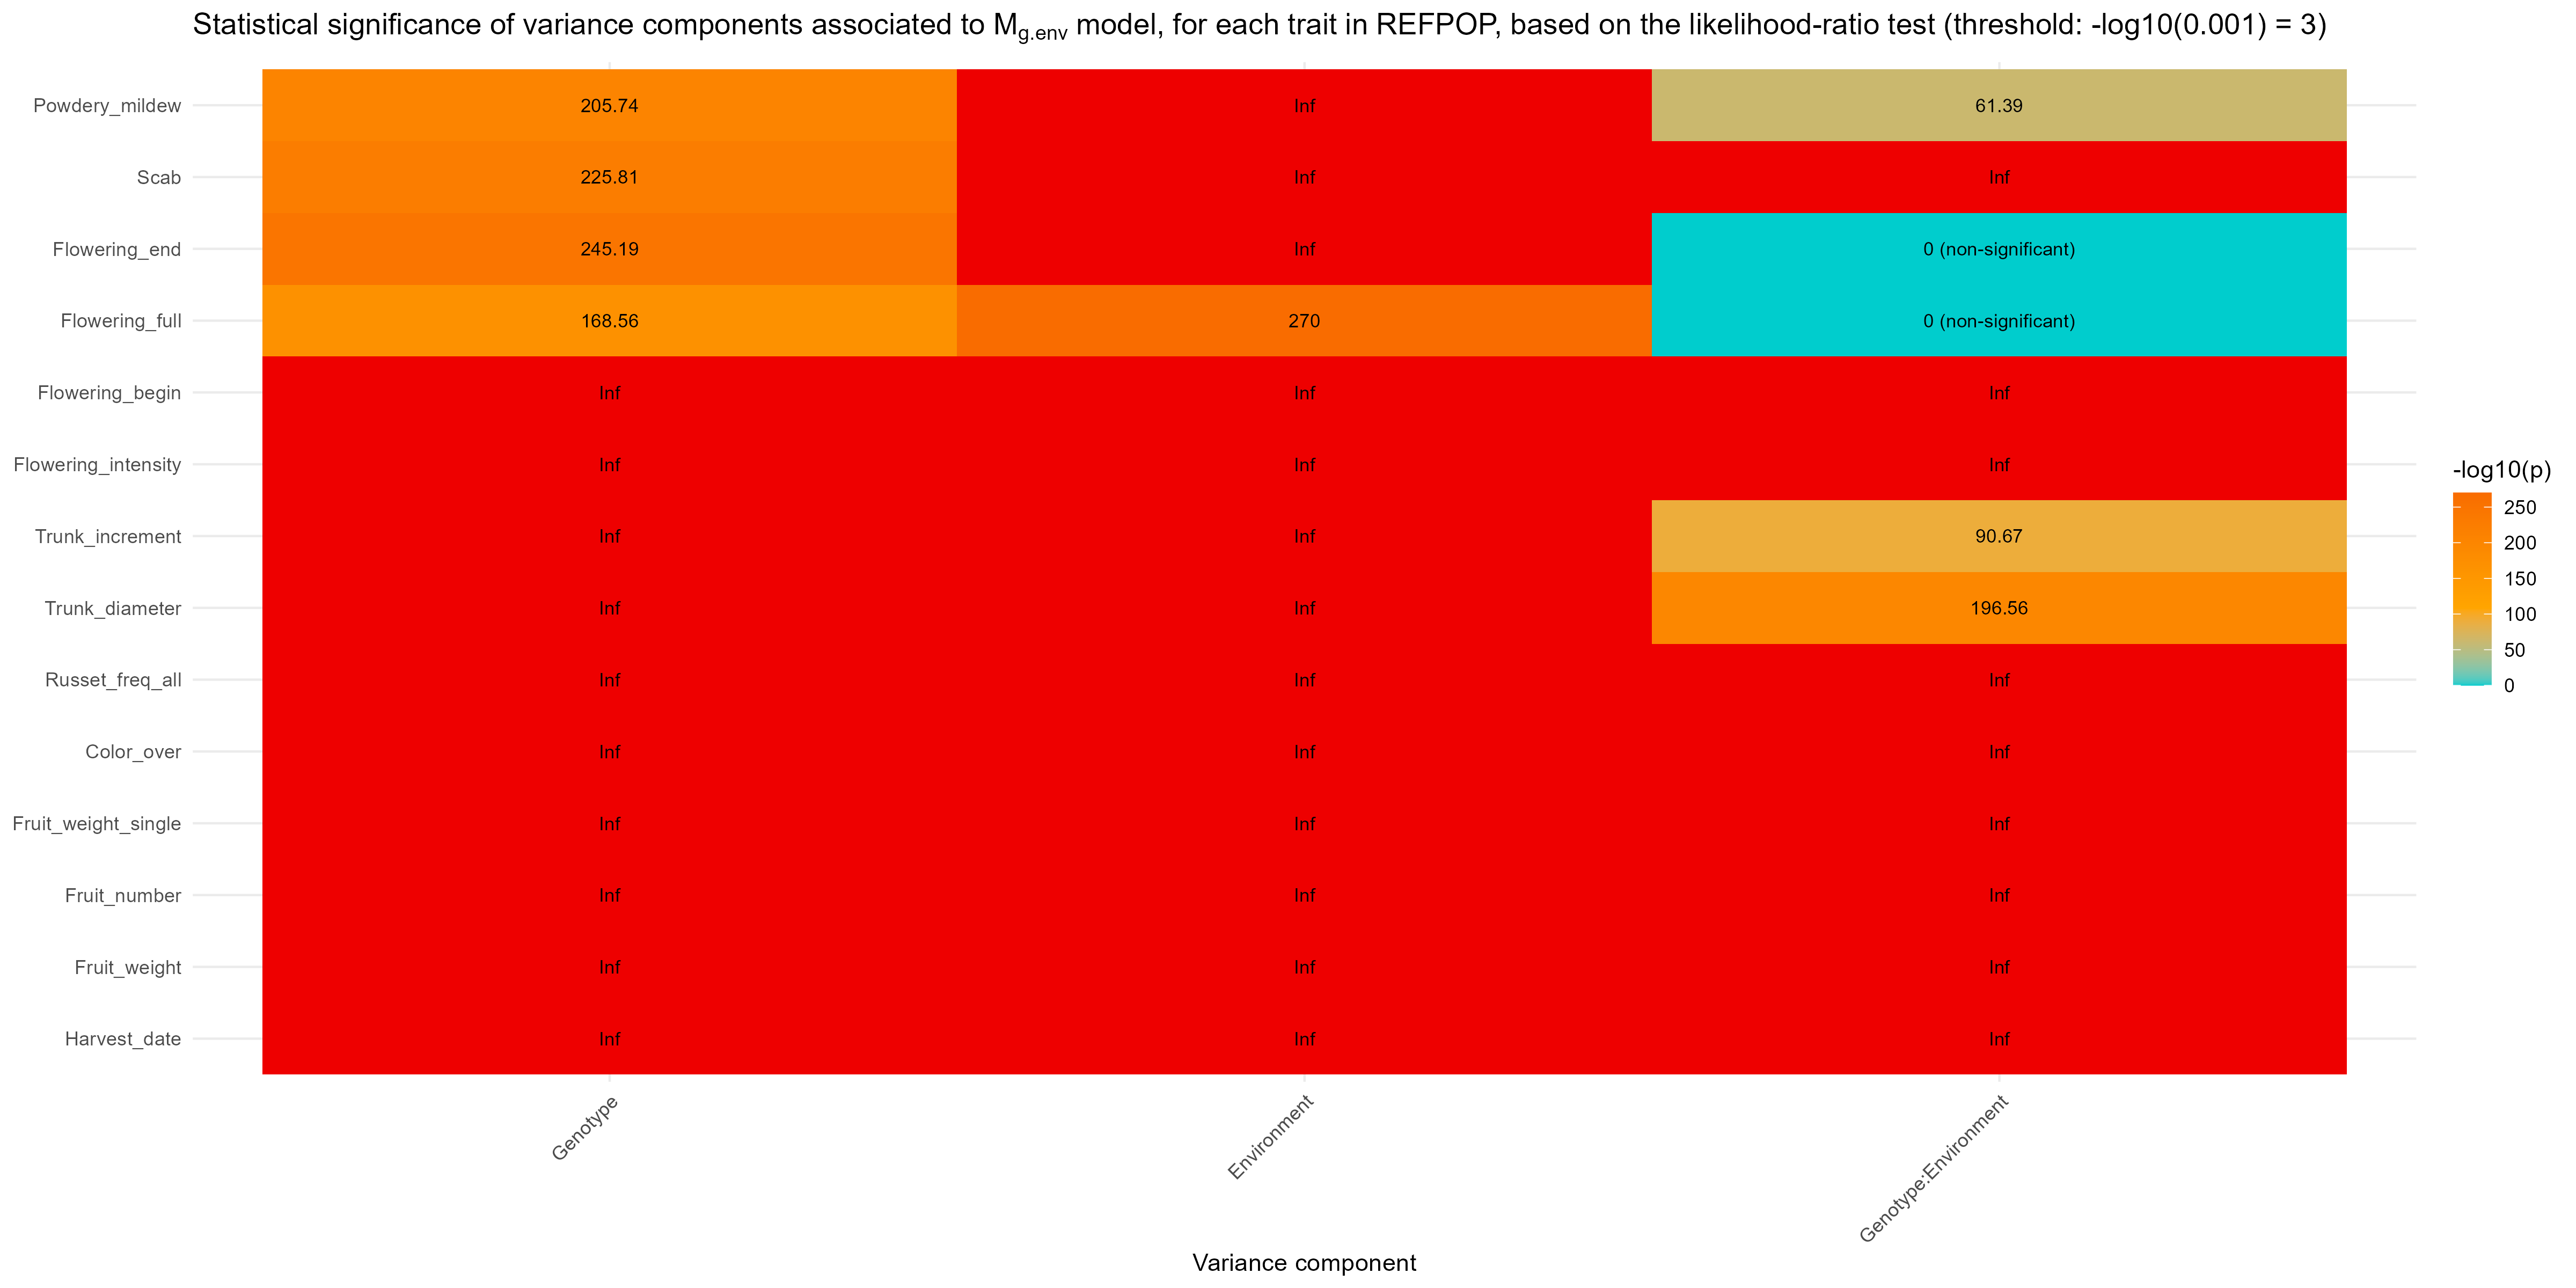 Statistical significance of variance components associated to Mg.env model, for each trait in REFPOP, based on the likelihood-ratio test (threshold: -log10(0.001) = 3)
Powdery_mildew 205.74 Inf 61.39
Scab 225.81 Inf Inf
Flowering_end 245.19 Inf 0 (non-significant)
Flowering_full 168.56 270 0 (non-significant)
Flowering_begin Inf Inf Inf
Flowering_intensity Inf Inf Inf
Trunk_increment Inf Inf 90.67
Trunk_diameter Inf Inf 196.56
Russet_freq_all Inf Inf Inf
Color_over Inf Inf Inf
Fruit_weight_single Inf Inf Inf
Fruit_number Inf Inf Inf
Fruit_weight Inf Inf Inf
Harvest_date Inf Inf Inf
Genotype Environment Genotype:Environment
Variance component
-log10(p)
250
200
150
100
50
0